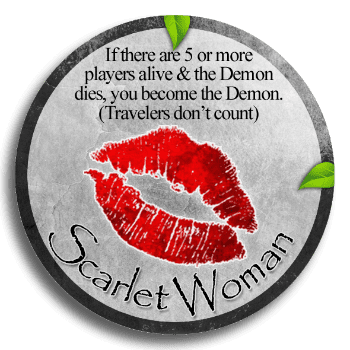 If there are 5 or more
players alive & the Demon
dies, you become the Demon.
(Travelers don’t count)
Scarlet Woman